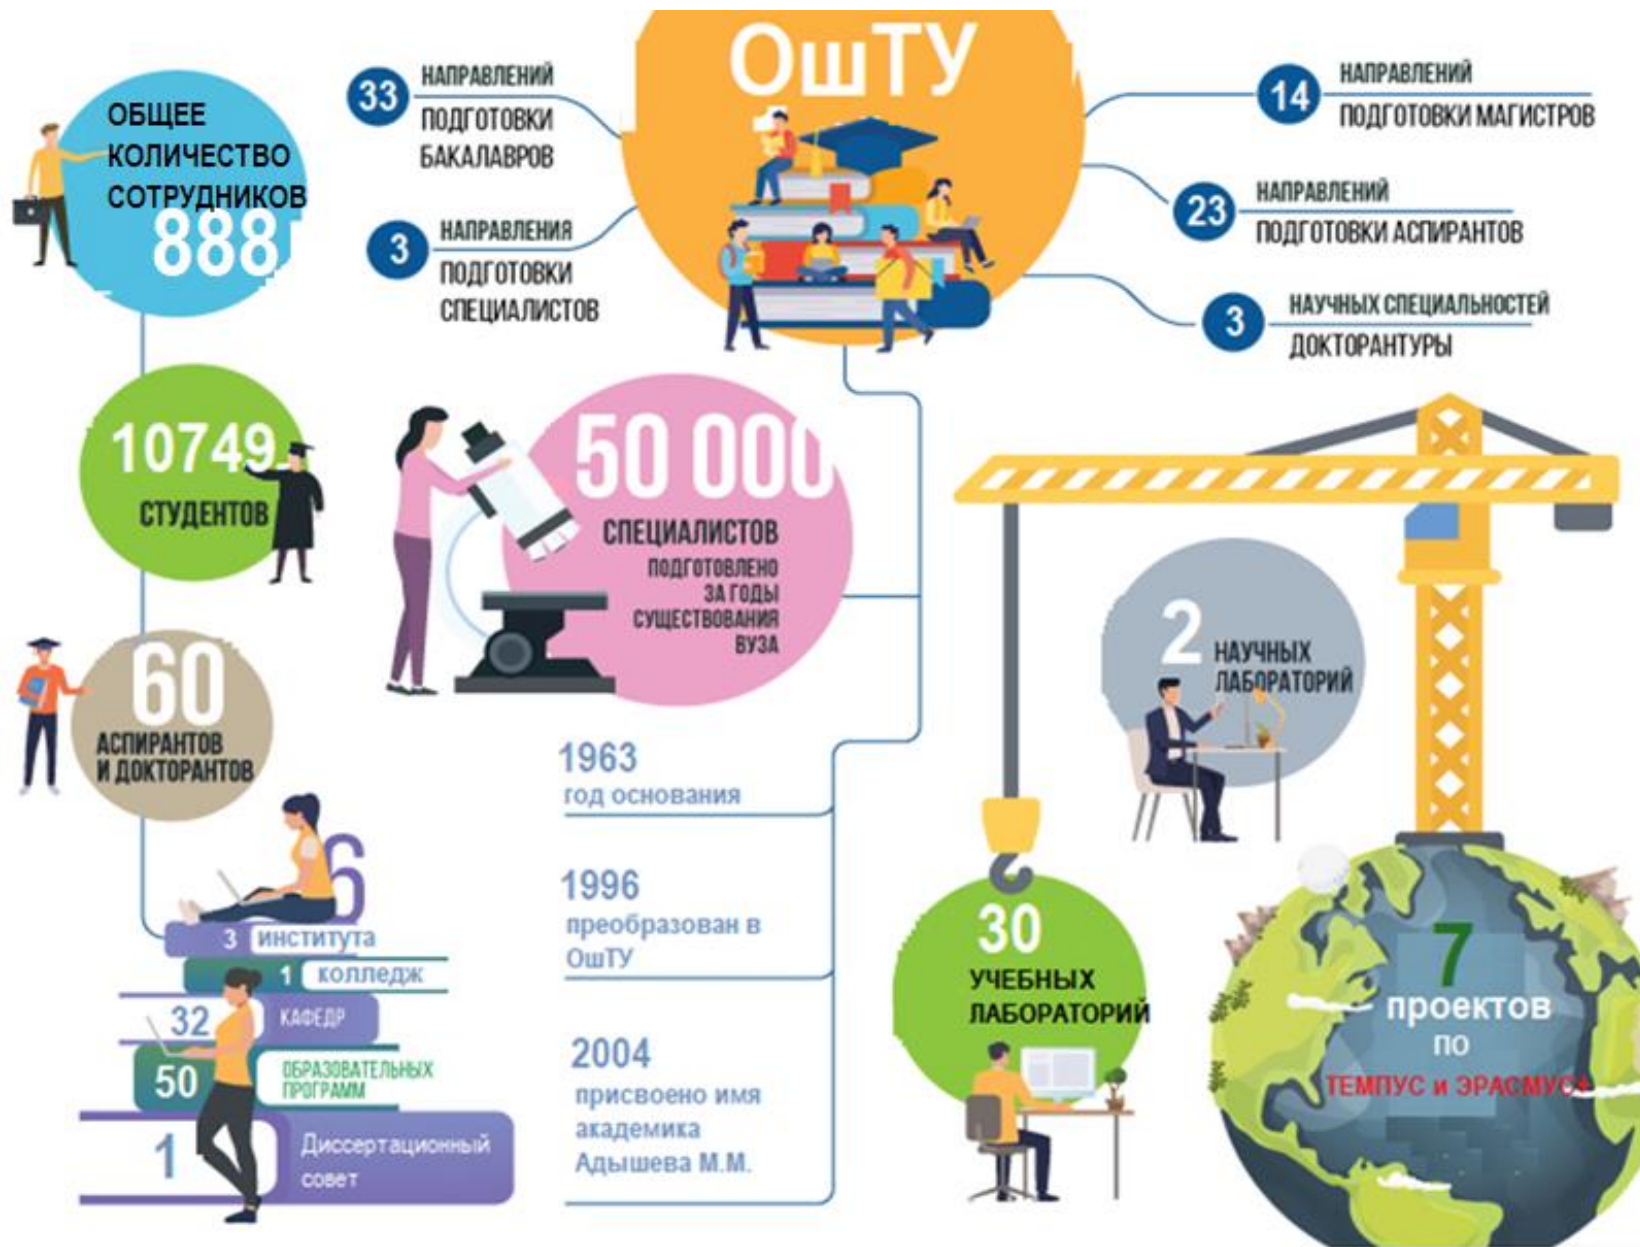 ОшТУ
33
НАПРАВЛЕНИЙ
ПОДГОТОВКИ
БАКАЛАВРОВ
3
НАПРАВЛЕНИЯ
ПОДГОТОВКИ
СПЕЦИАЛИСТОВ
14
НАПРАВЛЕНИЙ
ПОДГОТОВКИ МАГИСТРОВ
23
НАПРАВЛЕНИЙ
ПОДГОТОВКИ АСПИРАНТОВ
3
НАУЧНЫХ СПЕЦИАЛЬНОСТЕЙ
ДОКТОРАНТУРЫ
ОБЩЕЕ
КОЛИЧЕСТВО
СОТРУДНИКОВ
888
10749
СТУДЕНТОВ
60
АСПИРАНТОВ
И ДОКТОРАНТОВ
6
3 ИНСТИТУТА
1 КОЛЛЕДЖ
32 КАФЕДР
50 ОБРАЗОВАТЕЛЬНЫХ
ПРОГРАММ
1 Диссертационный
совет
50 000
СПЕЦИАЛИСТОВ
ПОДГОТОВЛЕНО
ЗА ГОДЫ
СУЩЕСТВОВАНИЯ
ВУЗА
1963
год основания
1996
преобразован в
ОшТУ
2004
присвоено имя
академика
Адышева М.М.
2 НАУЧНЫХ
ЛАБОРАТОРИЙ
30
УЧЕБНЫХ
ЛАБОРАТОРИЙ
7
проектов
по
ТЕМПУС и ЭРАСМУС+